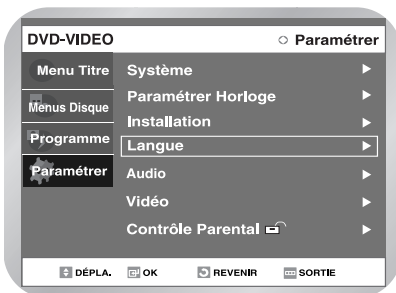 DVD-VIDEO Paramétrer
Menu Titre Système
Menus Disque Paramétrer Horloge
Installation
Programme Langue
Paramétrer Audio
Vidéo
Contrôle Parental
DÉPLA. OK REVENIR SORTIE